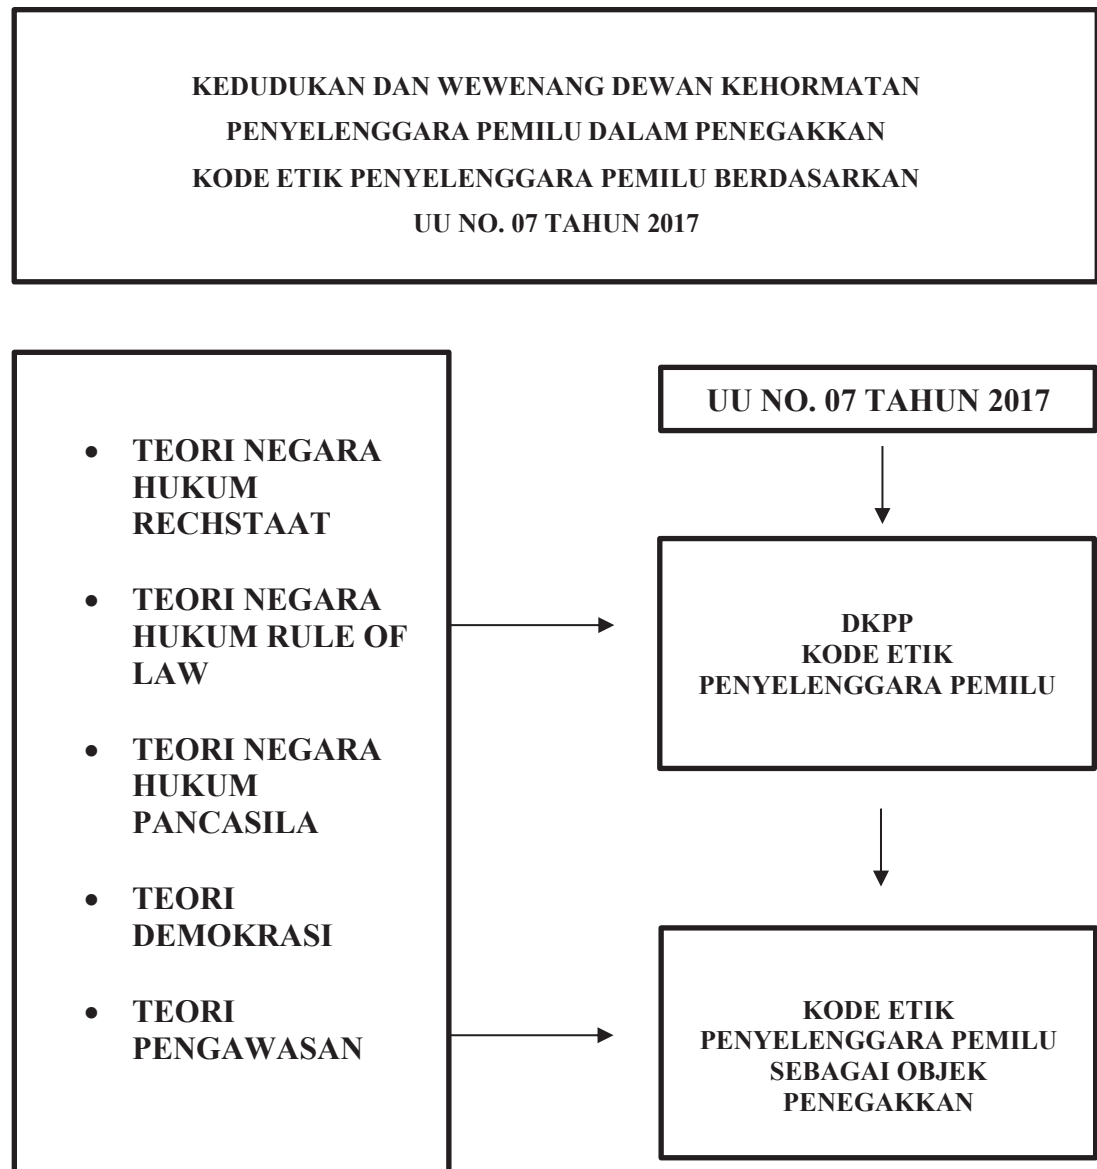 KEDUDUKAN DAN WEWENANG DEWAN KEHORMATAN
PENYELENGGARA PEMILU DALAM PENEGAKKAN
KODE ETIK PENYELENGGARA PEMILU BERDASARKAN
UU NO. 07 TAHUN 2017
• TEORI NEGARA
HUKUM
RECHSTAAT
• TEORI NEGARA
HUKUM RULE OF
LAW
• TEORI NEGARA
HUKUM
PANCASILA
• TEORI
DEMOKRASI
• TEORI
PENGAWASAN
UU NO. 07 TAHUN 2017
DKPP
KODE ETIK
PENYELENGGARA PEMILU
KODE ETIK
PENYELENGGARA PEMILU
SEBAGAI OBJEK
PENEGAKKAN